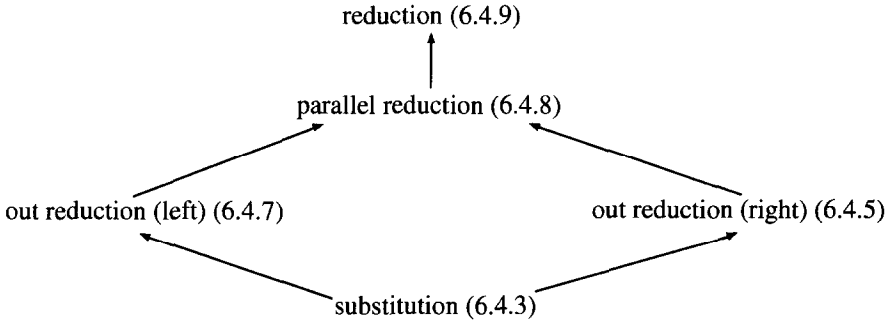 reduction (6.4.9)
parallel reduction (6.4.8)
out reduction (left) (6.4.7)
out reduction (right) (6.4.5)
substitution (6.4.3)